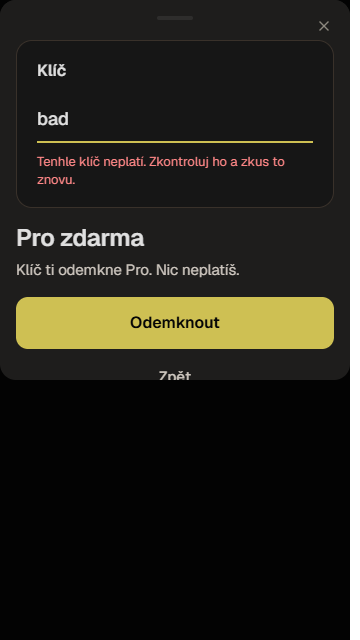 Klíč
bad
Tenhle klíč neplatí. Zkontroluj ho a zkus to
znovu.
Pro zdarma
Klíč ti odemkne Pro. Nic neplatíš.
Odemknout
Zpět